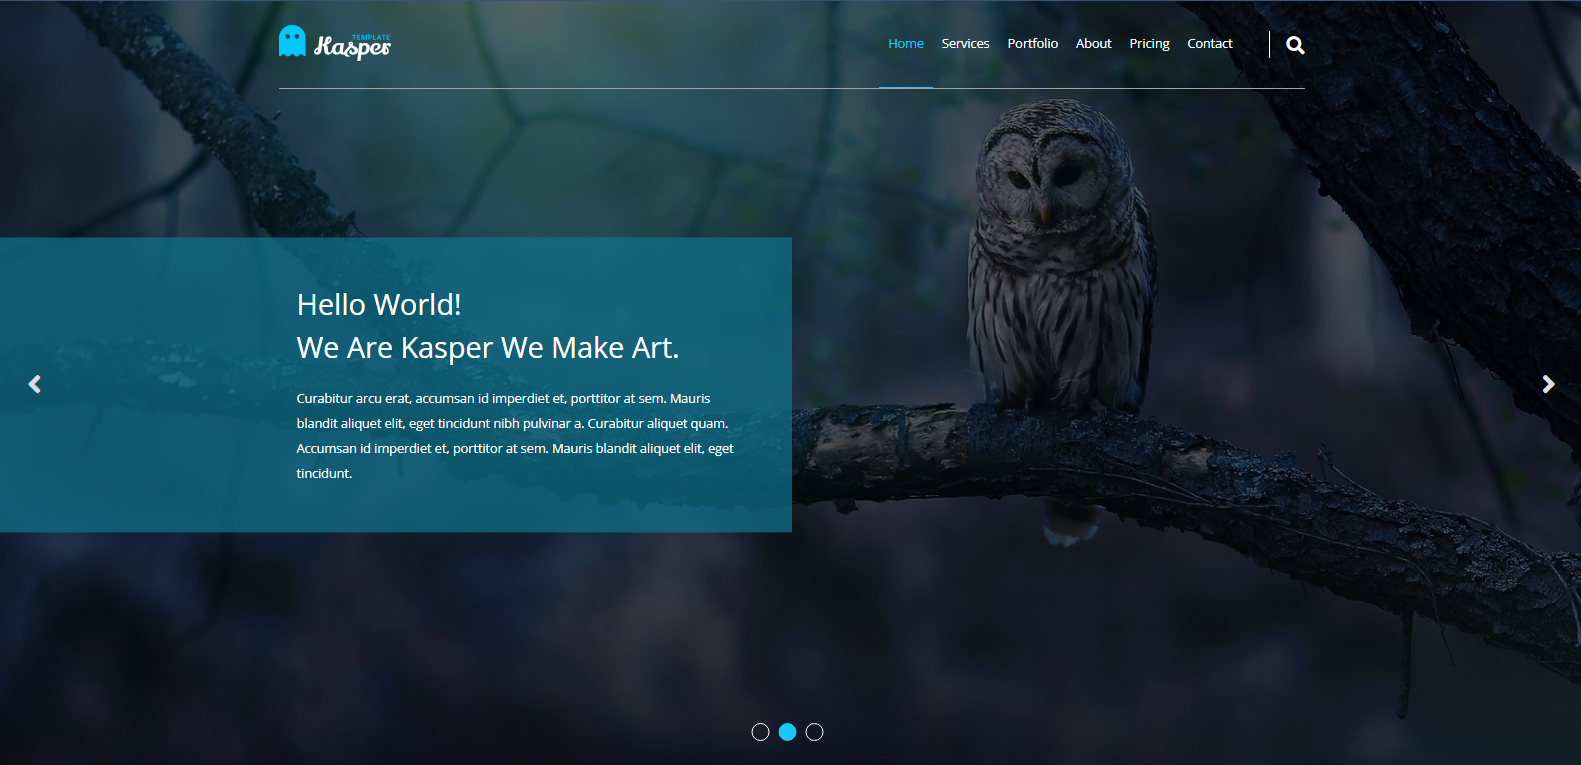 TEMPLATE
Kasper
Home Services Portfolio About Pricing Contact
Hello World!
We Are Kasper We Make Art.
Curabitur arcu erat, accumsan id imperdiet et, porttitor at sem. Mauris
blandit aliquet elit, eget tincidunt nibh pulvinar a. Curabitur aliquet quam.
Accumsan id imperdiet et, porttitor at sem. Mauris blandit aliquet elit, eget
tincidunt.